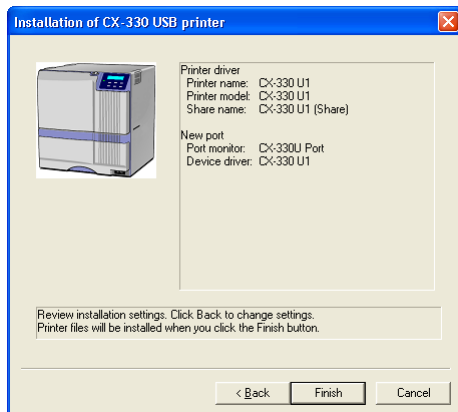 Installation of CX-330 USB printer
Printer driver
Printer name: CX-330 U1
Printer model: CX-330 U1
Share name: CX-330 U1 (Share)
New port
Port monitor: CX-330U Port
Device driver: CX-330 U1
Review installation settings. Click Back to change settings.
Printer files will be installed when you click the Finish button.
< Back
Finish
Cancel